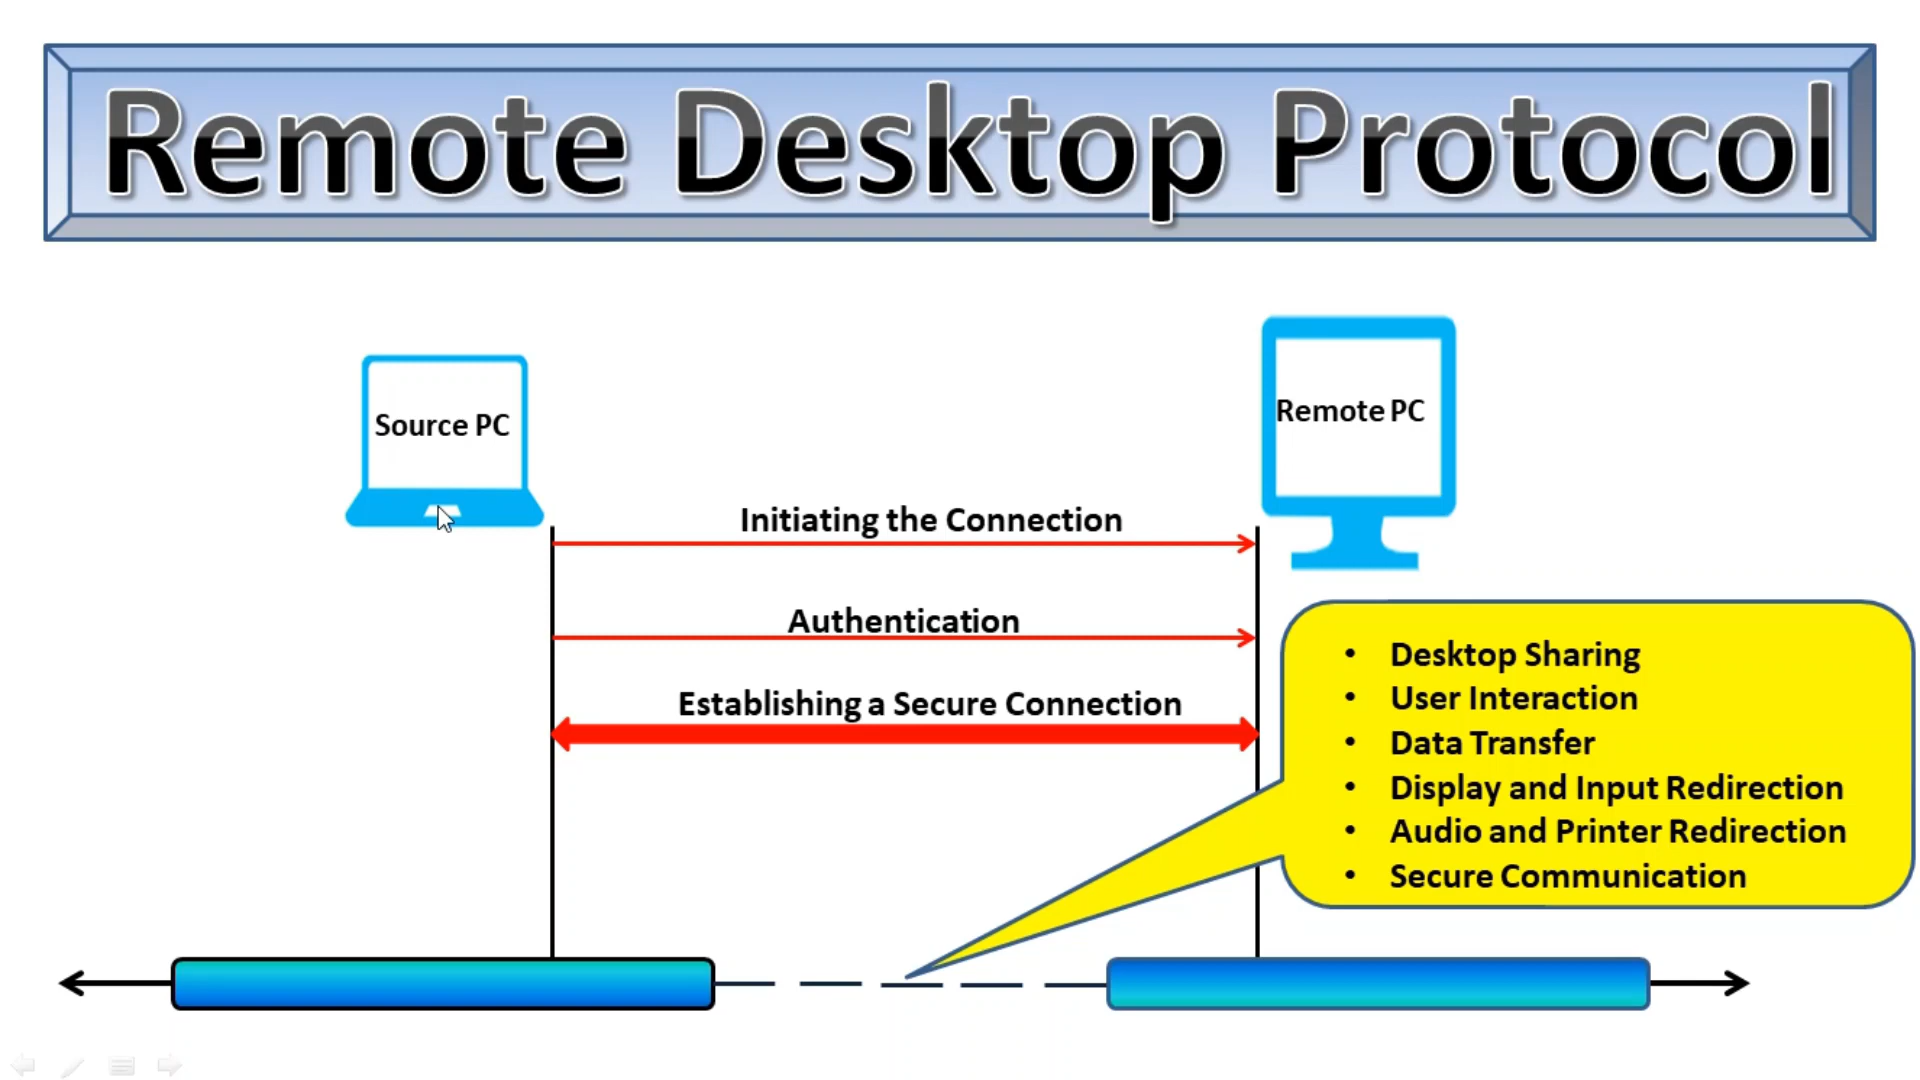 Remote Desktop Protocol
Source PC
Remote PC
Initiating the Connection
Authentication
Establishing a Secure Connection
• Desktop Sharing
• User Interaction
• Data Transfer
• Display and Input Redirection
• Audio and Printer Redirection
• Secure Communication